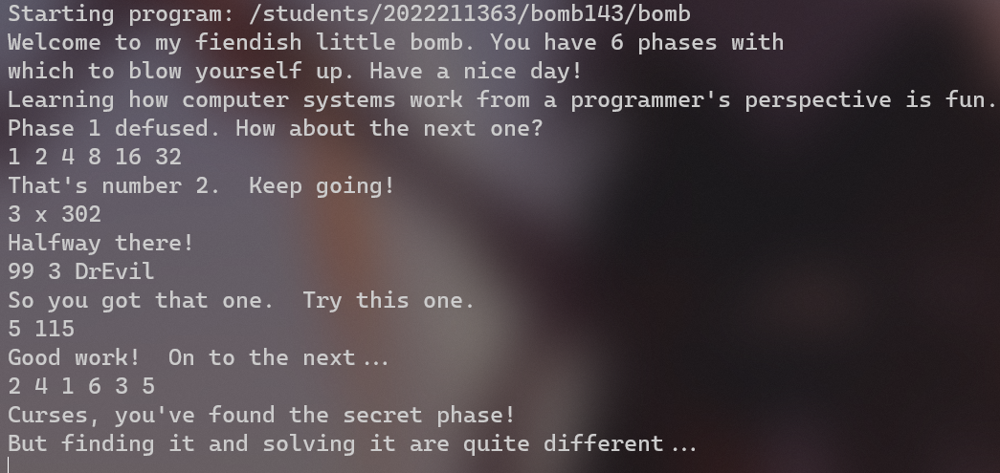 Starting program: /students/2022211363/bomb143/bomb
Welcome to my fiendish little bomb. You have 6 phases with
which to blow yourself up. Have a nice day!
Learning how computer systems work from a programmer's perspective is fun.
Phase 1 defused. How about the next one?
1 2 4 8 16 32
That's number 2.  Keep going!
3 x 302
Halfway there!
99 3 DrEvil
So you got that one.  Try this one.
5 115
Good work!  On to the next...
2 4 1 6 3 5
Curses, you've found the secret phase!
But finding it and solving it are quite different...